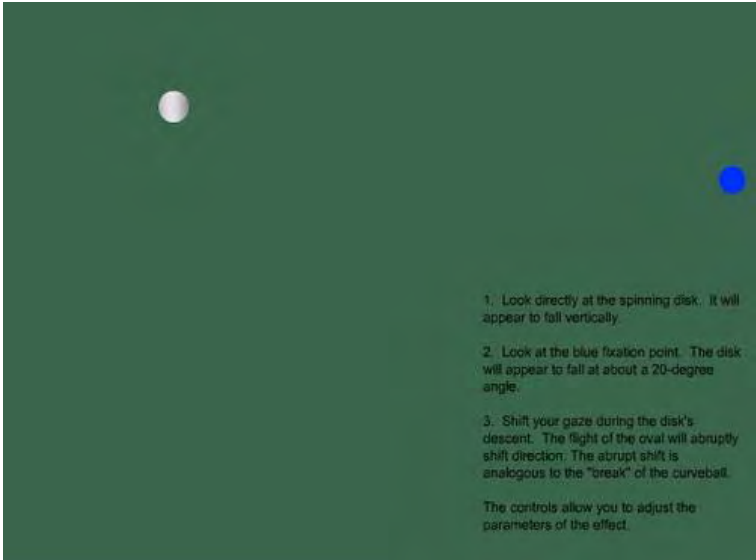 1. Look directly at the spinning disk. It will
appear to fall vertically.
2. Look at the blue fixation point. The disk
will appear to fall at about a 20-degree
angle.
3. Shift your gaze during the disk's
descent. The flight of the oval will abruptly
shift direction. The abrupt shift is
analogous to the "break" of the curveball.
The controls allow you to adjust the
parameters of the effect.